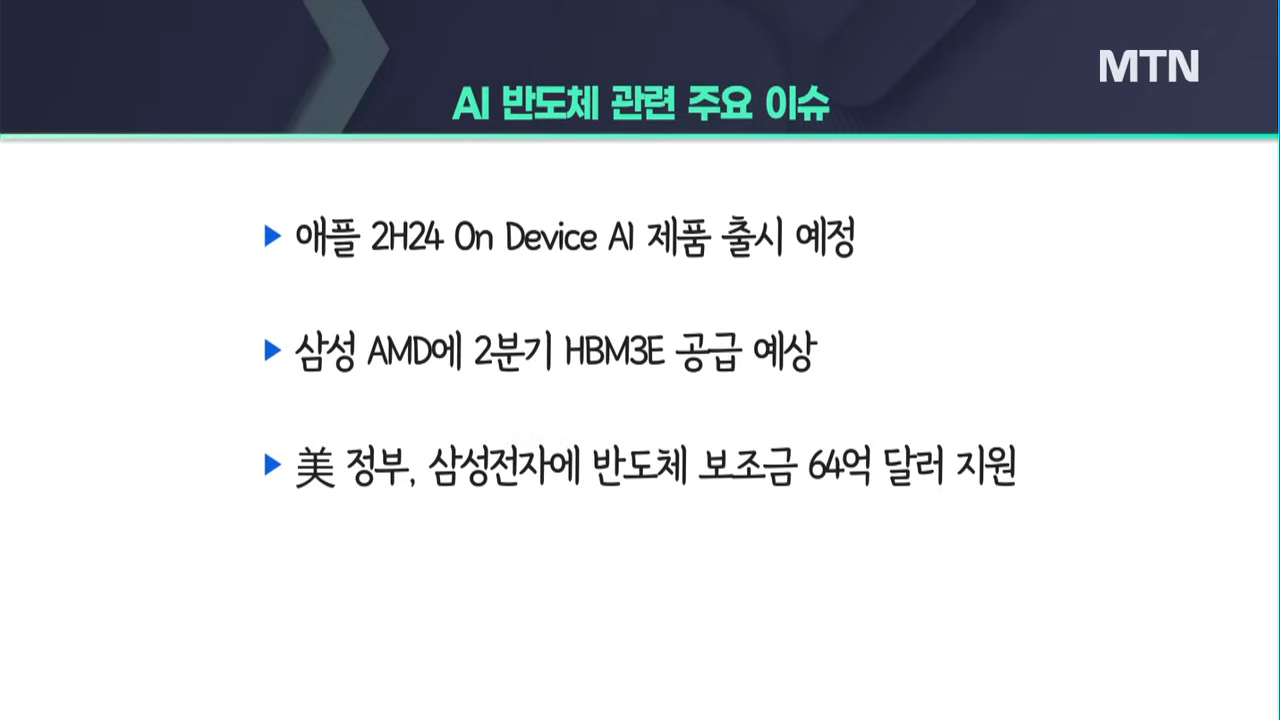 MTN
AI 반도체 관련 주요 이슈
▶ 애플 2H24 On Device AI 제품 출시 예정
▶ 삼성 AMD에 2분기 HBM3E 공급 예상
▶ 美 정부, 삼성전자에 반도체 보조금 64억 달러 지원